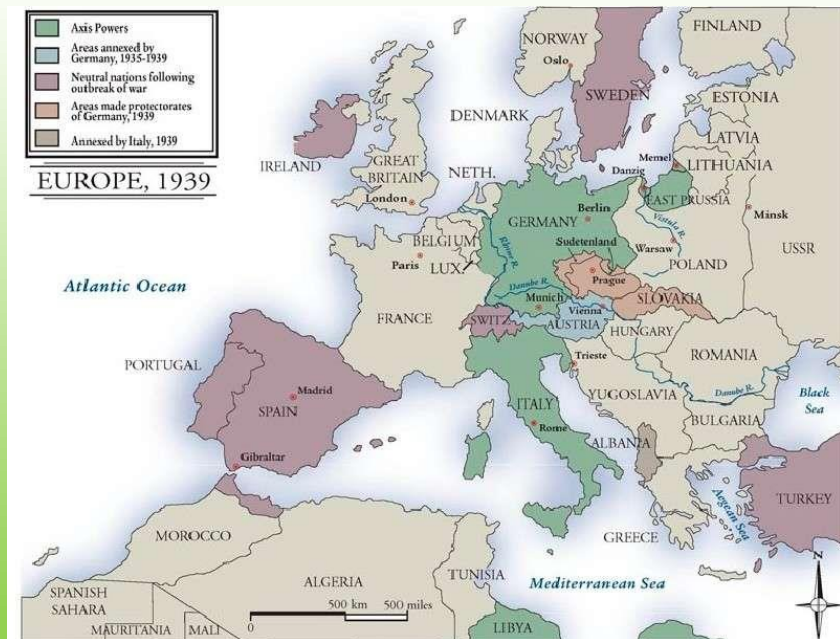 Axis Powers
Areas annexed by
Germany, 1935-1939
Neutral nations following
outbreak of war
Areas made protectorates
of Germany, 1939
Annexed by Italy, 1939
EUROPE, 1939
NORWAY
Oslo
FINLAND
SWEDEN
ESTONIA
LATVIA
LITHUANIA
Memel
DENMARK
IRELAND
GREAT
BRITAIN
London
NETH.
Danzig
EAST PRUSSIA
Minsk
USSR
Berlin
GERMANY
Vistula R.
Warsaw
POLAND
BELGIUM
LUX.
Rhine R.
Sudetenland
Prague
SLOVAKIA
Paris
Atlantic Ocean
FRANCE
Danube R.
Munich
Vienna
SWITZ.
AUSTRIA
HUNGARY
ROMANIA
Trieste
YUGOSLAVIA
Danube R.
Black
Sea
BULGARIA
PORTUGAL
Madrid
SPAIN
ITALY
Rome
ALBANIA
Gibraltar
TURKEY
Aegean Sea
GREECE
MOROCCO
ALGERIA
TUNISIA
Mediterranean Sea
SPANISH
SAHARA
MAURITANIA
MALI
LIBYA
0
500 km
500 miles
N